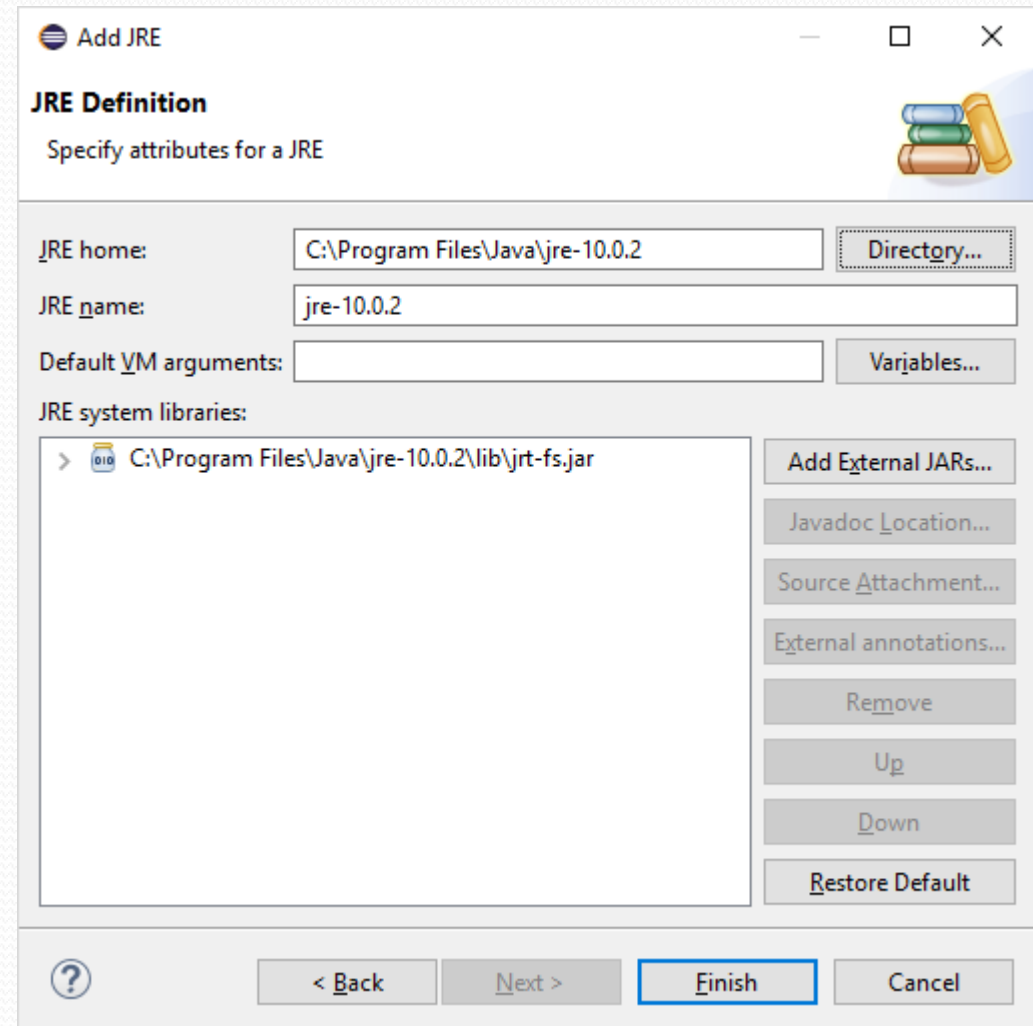 Add JRE
JRE Definition
Specify attributes for a JRE
JRE home: C:\Program Files\Java\jre-10.0.2 Directory...
JRE name: jre-10.0.2
Default VM arguments: Variables...
JRE system libraries:
C:\Program Files\Java\jre-10.0.2\lib\jrt-fs.jar
Add External JARs...
Javadoc Location...
Source Attachment...
External annotations...
Remove
Up
Down
Restore Default
? < Back Next > Finish Cancel